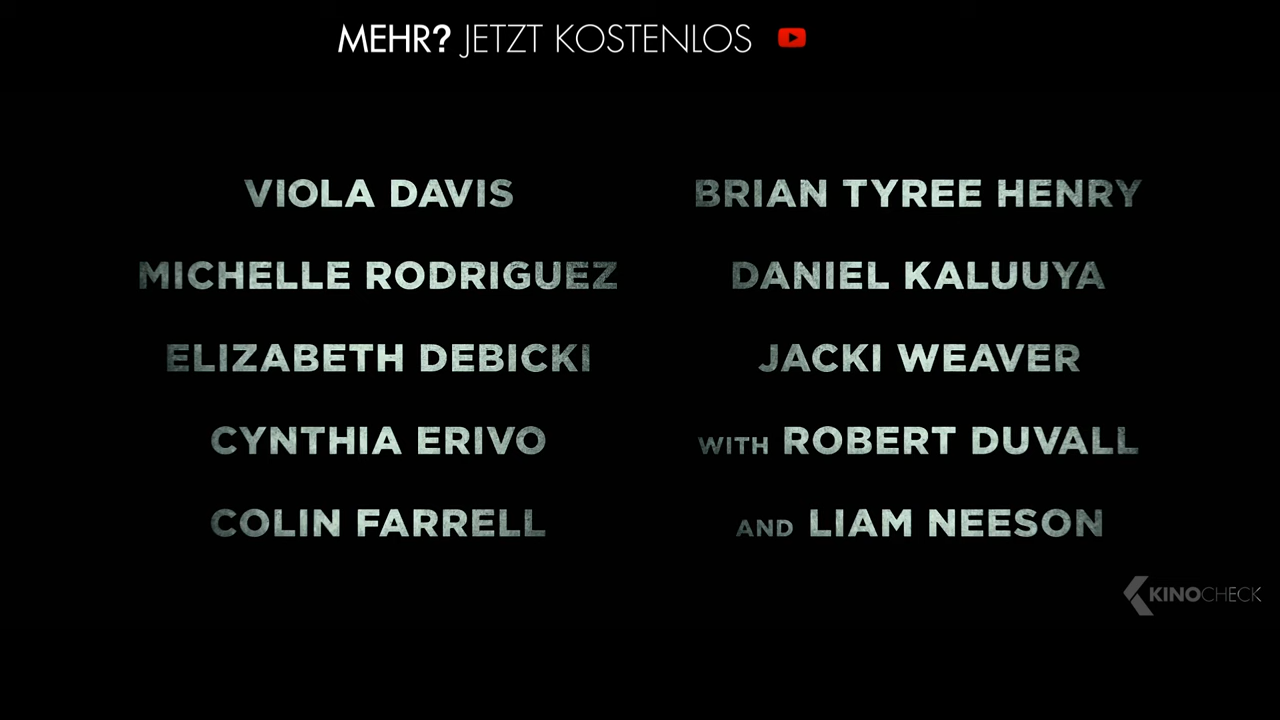 MEHR? JETZT KOSTENLOS
VIOLA DAVIS
MICHELLE RODRIGUEZ
ELIZABETH DEBICKI
CYNTHIA ERIVO
COLIN FARRELL
BRIAN TYREE HENRY
DANIEL KALUUYA
JACKI WEAVER
WITH ROBERT DUVALL
AND LIAM NEESON
KINOCHECK